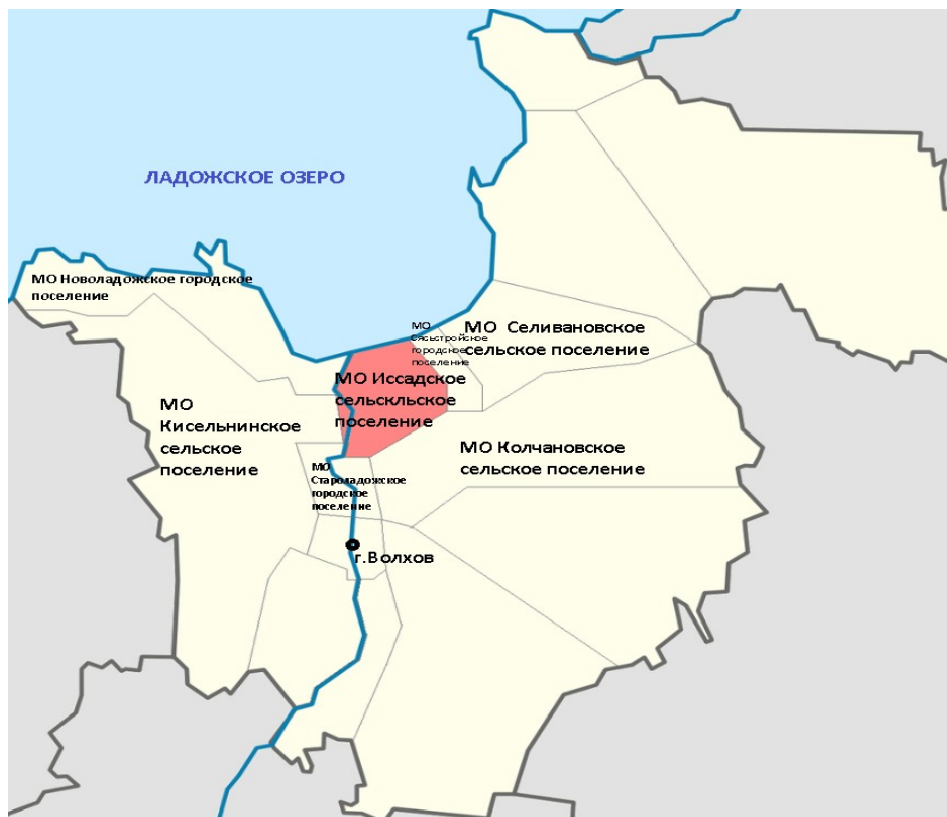 ЛАДОЖСКОЕ ОЗЕРО
МО Новоладожское городское
поселение
МО
Сясьстройское
городское
поселение
МО Селивановское
сельское поселение
МО Иссадское
сельскльское
поселение
МО
Кисельнинское
сельское
поселение
МО Колчановское
сельское поселение
МО
Староладожское
городское
поселение
г.Волхов